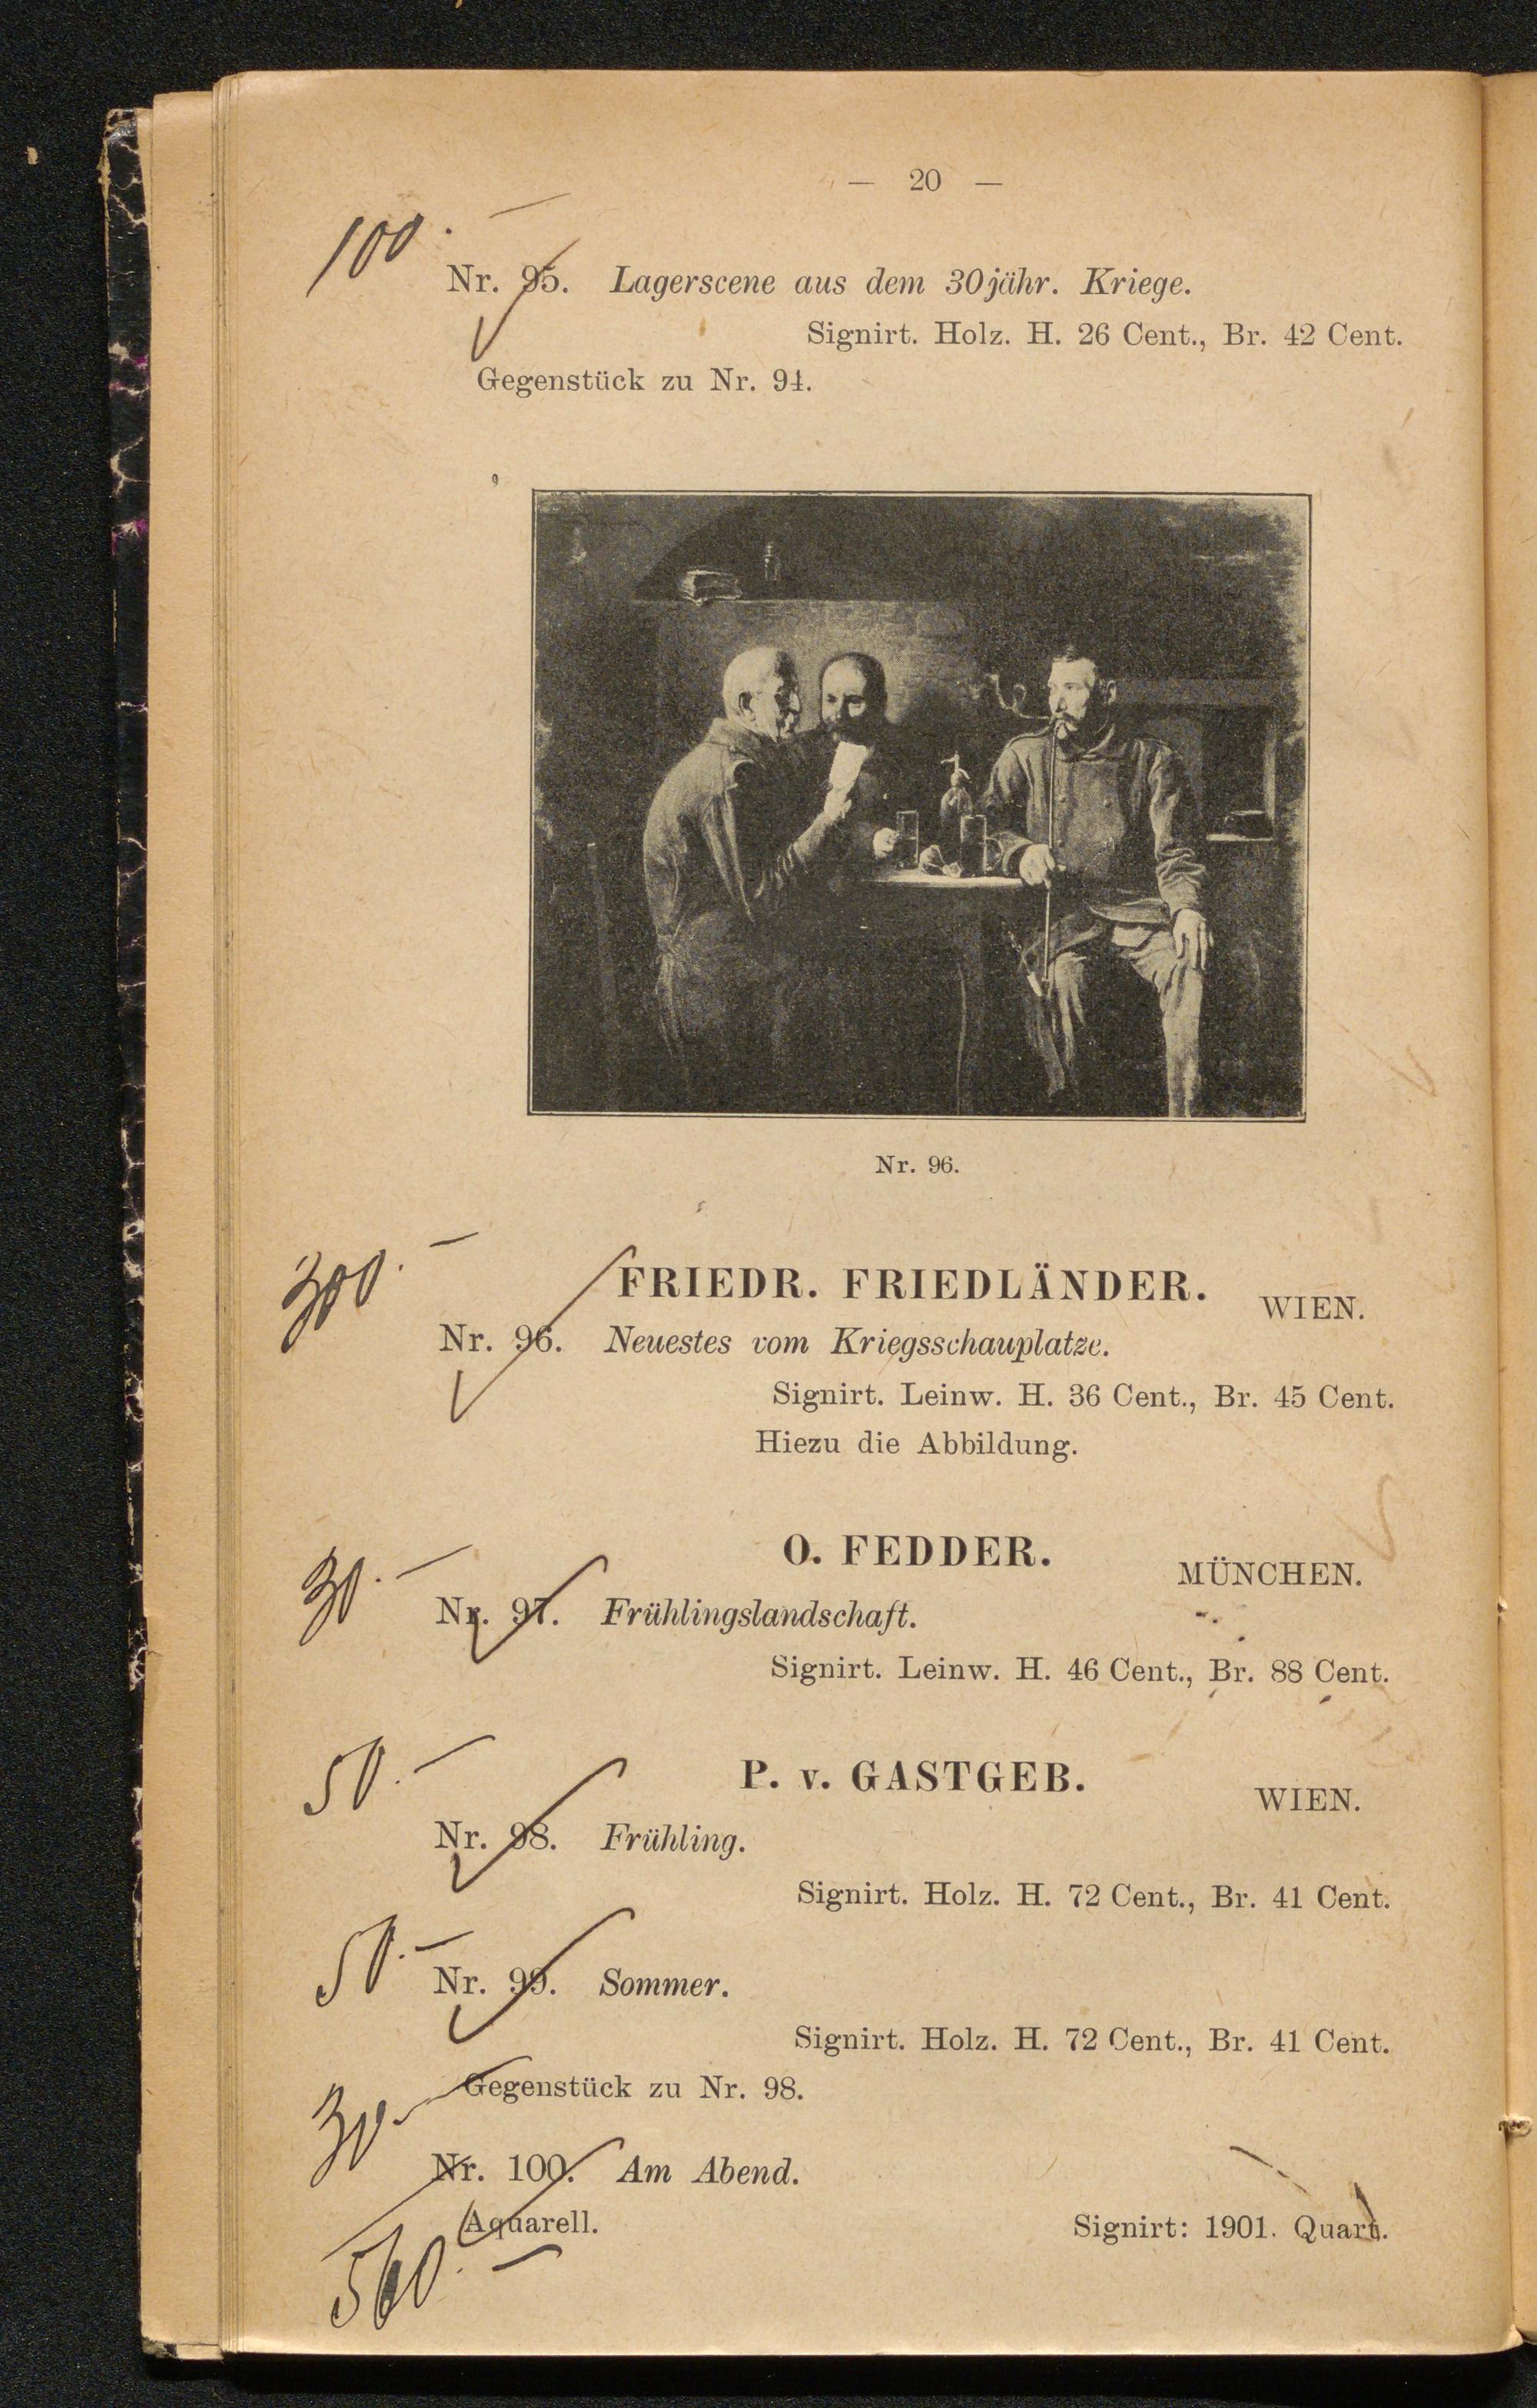 — 20 —
100.—
Nr. 95. Lagerscene aus dem 30jähr. Kriege.
Signirt. Holz. H. 26 Cent., Br. 42 Cent.
Gegenstück zu Nr. 94.
Nr. 96.
300.—
FRIEDR. FRIEDLÄNDER. WIEN.
Nr. 96. Neuestes vom Kriegsschauplatze.
Signirt. Leinw. H. 36 Cent., Br. 45 Cent.
Hiezu die Abbildung.
O. FEDDER. MÜNCHEN.
30.—
Nr. 97. Frühlingslandschaft.
Signirt. Leinw. H. 46 Cent., Br. 88 Cent.
50.—
P. v. GASTGEB. WIEN.
Nr. 98. Frühling.
Signirt. Holz. H. 72 Cent., Br. 41 Cent.
50.—
Nr. 99. Sommer.
Signirt. Holz. H. 72 Cent., Br. 41 Cent.
Gegenstück zu Nr. 98.
30.—
Nr. 100. Am Abend.
Aquarell. Signirt: 1901. Quart.
560.—